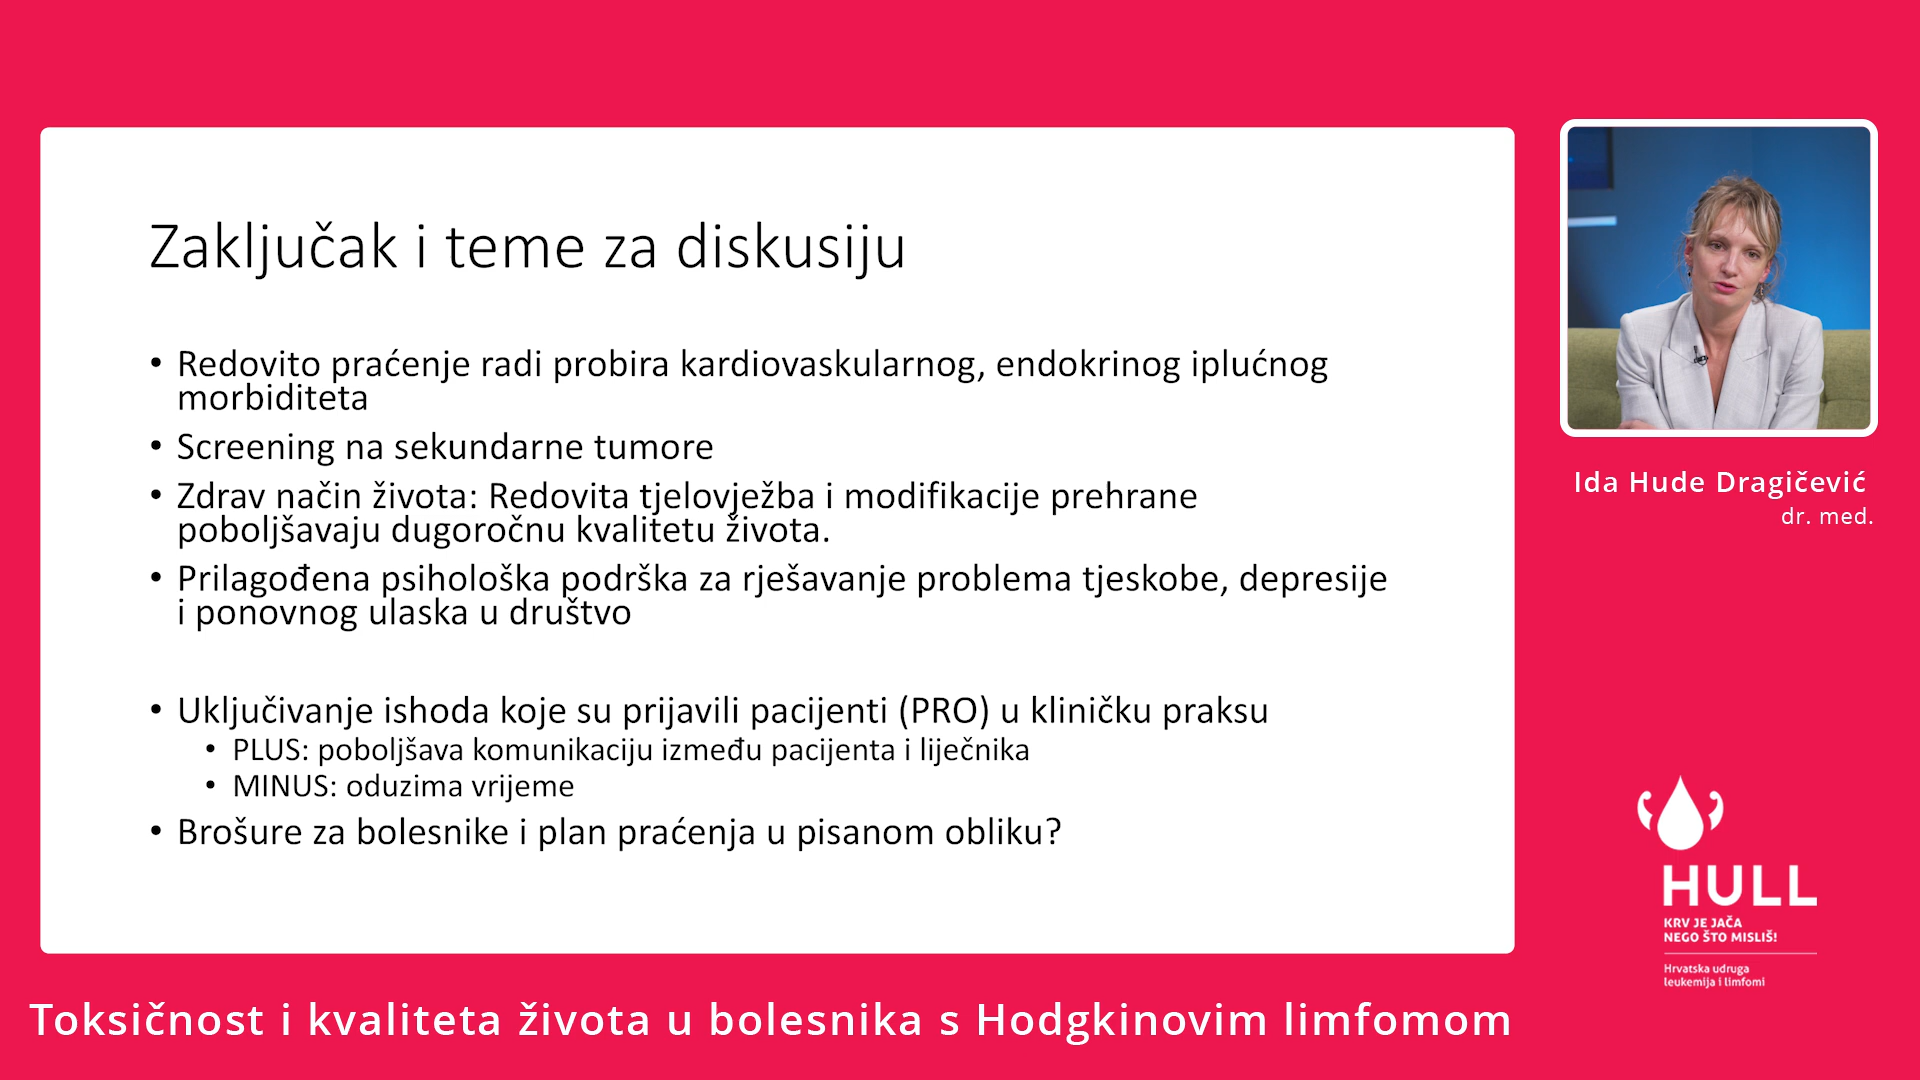 Zaključak i teme za diskusiju
• Redovito praćenje radi probira kardiovaskularnog, endokrinog iplućnog
morbiditeta
• Screening na sekundarne tumore
• Zdrav način života: Redovita tjelovježba i modifikacije prehrane
poboljšavaju dugoročnu kvalitetu života.
• Prilagođena psihološka podrška za rješavanje problema tjeskobe, depresije
i ponovnog ulaska u društvo
• Uključivanje ishoda koje su prijavili pacijenti (PRO) u kliničku praksu
• PLUS: poboljšava komunikaciju između pacijenta i liječnika
• MINUS: oduzima vrijeme
• Brošure za bolesnike i plan praćenja u pisanom obliku?
Ida Hude Dragičević
dr. med.
HULL
KRV JE JAČA
NEGO ŠTO MISLIŠ!
Hrvatska udruga
leukemija i limfomi
Toksičnost i kvaliteta života u bolesnika s Hodgkinovim limfomom